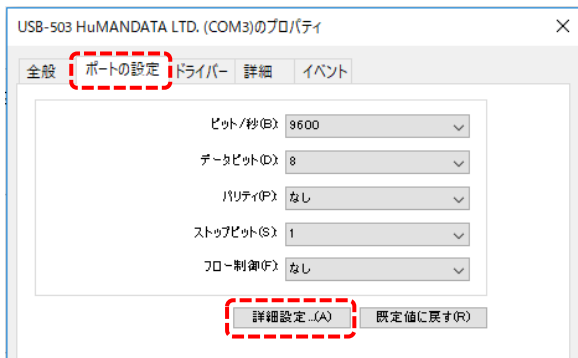 USB-503 HuMANDATA LTD. (COM3)のプロパティ
全般 ポートの設定 ドライバー 詳細 イベント
ビット/秒(B): 9600
データ ビット(D): 8
パリティ(P): なし
ストップ ビット(S): 1
フロー制御(F): なし
詳細設定...(A) 既定値に戻す(R)